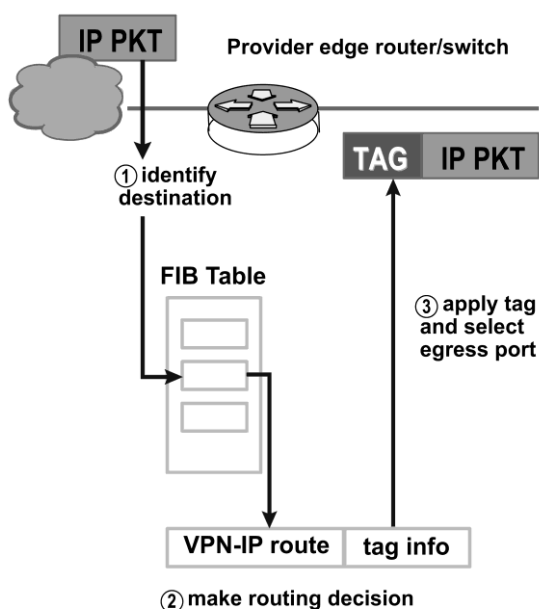 IP PKT
Provider edge router/switch
TAG IP PKT
① identify
destination
FIB Table
③ apply tag
and select
egress port
VPN-IP route tag info
② make routing decision